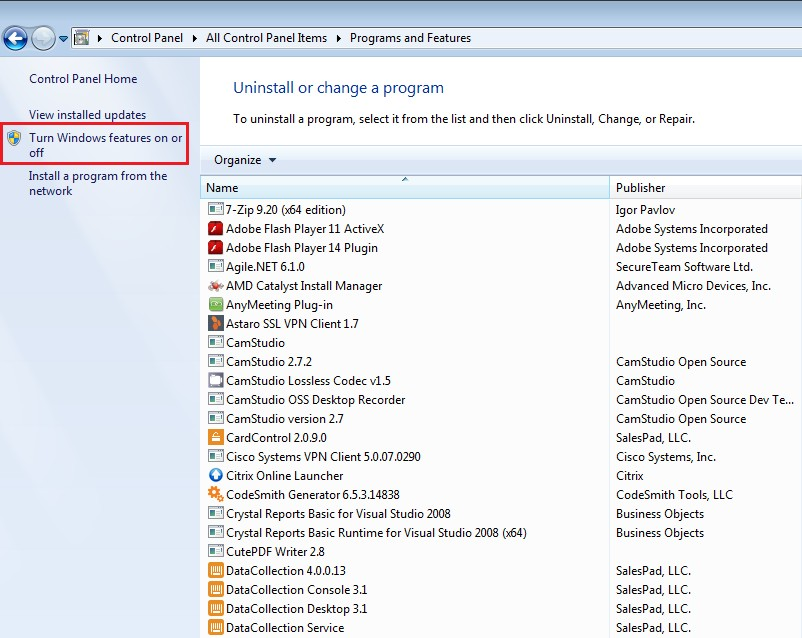 Control Panel ▸ All Control Panel Items ▸ Programs and Features
Control Panel Home
View installed updates
Turn Windows features on or
off
Install a program from the
network
Uninstall or change a program
To uninstall a program, select it from the list and then click Uninstall, Change, or Repair.
Organize
Name Publisher
7-Zip 9.20 (x64 edition) Igor Pavlov
Adobe Flash Player 11 ActiveX Adobe Systems Incorporated
Adobe Flash Player 14 Plugin Adobe Systems Incorporated
Agile.NET 6.1.0 SecureTeam Software Ltd.
AMD Catalyst Install Manager Advanced Micro Devices, Inc.
AnyMeeting Plug-in AnyMeeting, Inc.
Astaro SSL VPN Client 1.7
CamStudio
CamStudio 2.7.2 CamStudio Open Source
CamStudio Lossless Codec v1.5 CamStudio
CamStudio OSS Desktop Recorder CamStudio Open Source Dev Te...
CamStudio version 2.7 CamStudio Open Source
CardControl 2.0.9.0 SalesPad, LLC.
Cisco Systems VPN Client 5.0.07.0290 Cisco Systems, Inc.
Citrix Online Launcher Citrix
CodeSmith Generator 6.5.3.14838 CodeSmith Tools, LLC
Crystal Reports Basic for Visual Studio 2008 Business Objects
Crystal Reports Basic Runtime for Visual Studio 2008 (x64) Business Objects
CutePDF Writer 2.8
DataCollection 4.0.0.13 SalesPad, LLC.
DataCollection Console 3.1 SalesPad, LLC.
DataCollection Desktop 3.1 SalesPad, LLC.
DataCollection Service SalesPad, LLC.